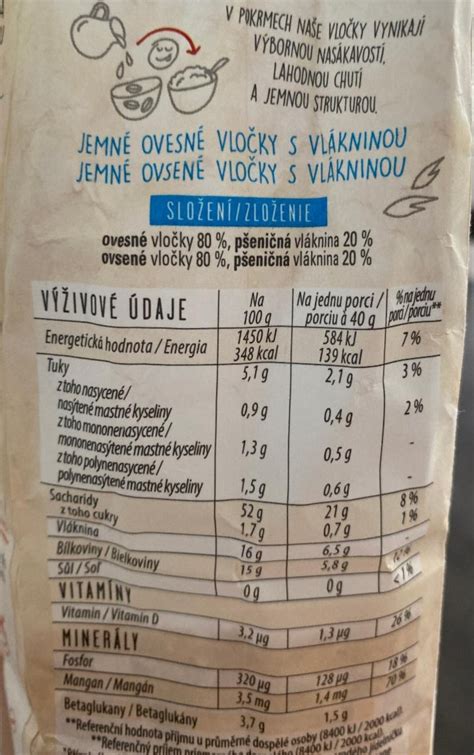 V POKRMECH NAŠE VLOČKY VYNIKAJÍ
VÝBORNOU NASÁKAVOSTÍ,
LAHODNOU CHUTÍ
A JEMNOU STRUKTUROU.
JEMNÉ OVESNÉ VLOČKY S VLÁKNINOU
JEMNÉ OVSENÉ VLOČKY S VLÁKNINOU
SLOŽENÍ/ZLOŽENIE
ovesné vločky 80 %, pšeničná vláknina 20 %
ovsené vločky 80 %, pšeničná vláknina 20 %
VÝŽIVOVÉ ÚDAJE Na 100 g Na jednu porci / porciu á 40 g % na jednu porci/porciu**
Energetická hodnota / Energia 1450 kJ 348 kcal 584 kJ 139 kcal 7 %
Tuky 5,1 g 2,1 g 3 %
z toho nasycené/
nasýtené mastné kyseliny 0,9 g 0,4 g 2 %
z toho mononenasycené/
mononenasýtené mastné kyseliny 1,3 g 0,5 g -
z toho polynenasycené/
polynenasýtené mastné kyseliny 1,5 g 0,6 g -
Sacharidy 52 g 21 g 8 %
z toho cukry 1,7 g 0,7 g 1 %
Vláknina 16 g 6,5 g
Bílkoviny / Bielkoviny 15 g 5,8 g
Sůl / Soľ 0 g 0 g <1%
VITAMÍNY
Vitamin / Vitamín D 3,2 µg 1,3 µg 26 %
MINERÁLY
Fosfor 320 µg 128 µg 18 %
Mangan / Mangán 3,5 mg 1,4 mg 70 %
Betaglukany / Betaglukány 3,7 g 1,5 g
**Referenční hodnota příjmu u průměrné dospělé osoby (8400 kJ / 2000 kcal).
**Referenčný príjem (8400 kJ / 2000 kcal)